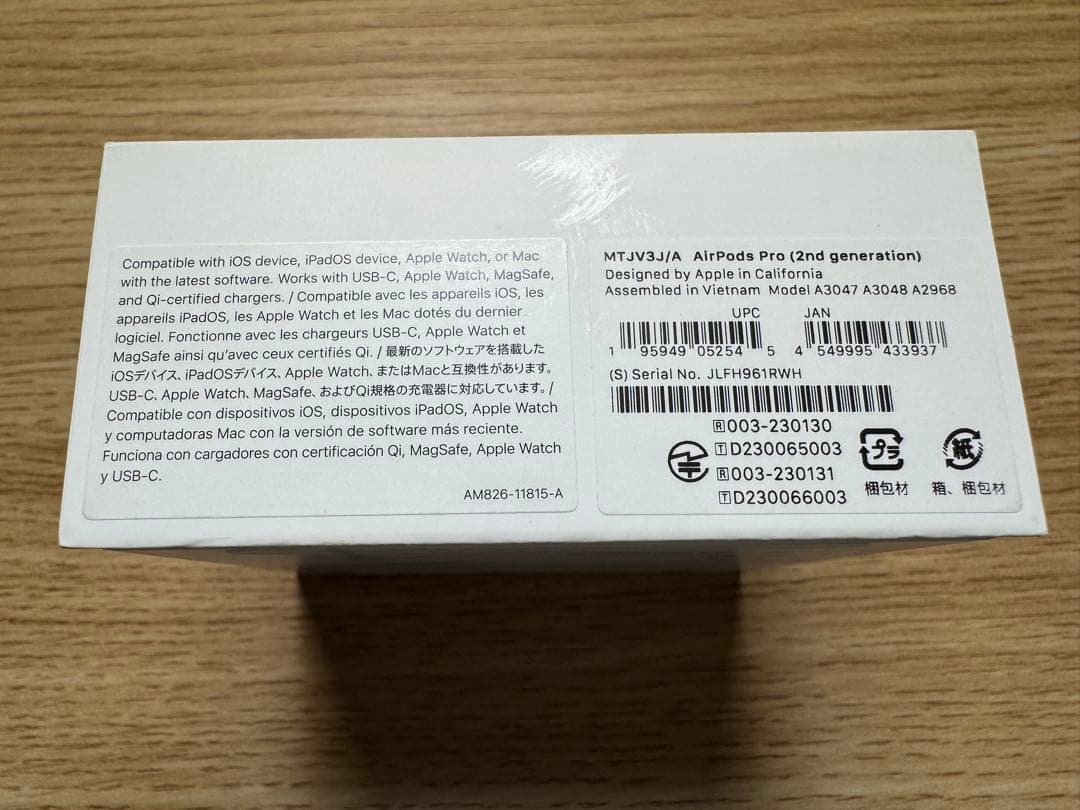 Compatible with iOS device, iPadOS device, Apple Watch, or Mac
with the latest software. Works with USB-C, Apple Watch, MagSafe,
and Qi-certified chargers. / Compatible avec les appareils iOS, les
appareils iPadOS, les Apple Watch et les Mac dotés du dernier
logiciel. Fonctionne avec les chargeurs USB-C, Apple Watch et
MagSafe ainsi qu'avec ceux certifiés Qi. / 最新のソフトウェアを搭載した
iOSデバイス、iPadOSデバイス、Apple Watch、またはMacと互換性があります。
USB-C、Apple Watch、MagSafe、およびQi規格の充電器に対応しています。/
Compatible con dispositivos iOS, dispositivos iPadOS, Apple Watch
y computadoras Mac con la versión de software más reciente.
Funciona con cargadores con certificación Qi, MagSafe, Apple Watch
y USB-C.
AM826-11815-A
MTJV3J/A AirPods Pro (2nd generation)
Designed by Apple in California
Assembled in Vietnam Model A3047 A3048 A2968
UPC JAN
1 95949 05254 5 4 549995 433937
(S) Serial No. JLFH961RWH
R 003-230130
T D230065003
R 003-231131
T D230066003
プラ
梱包材
紙
箱、梱包材